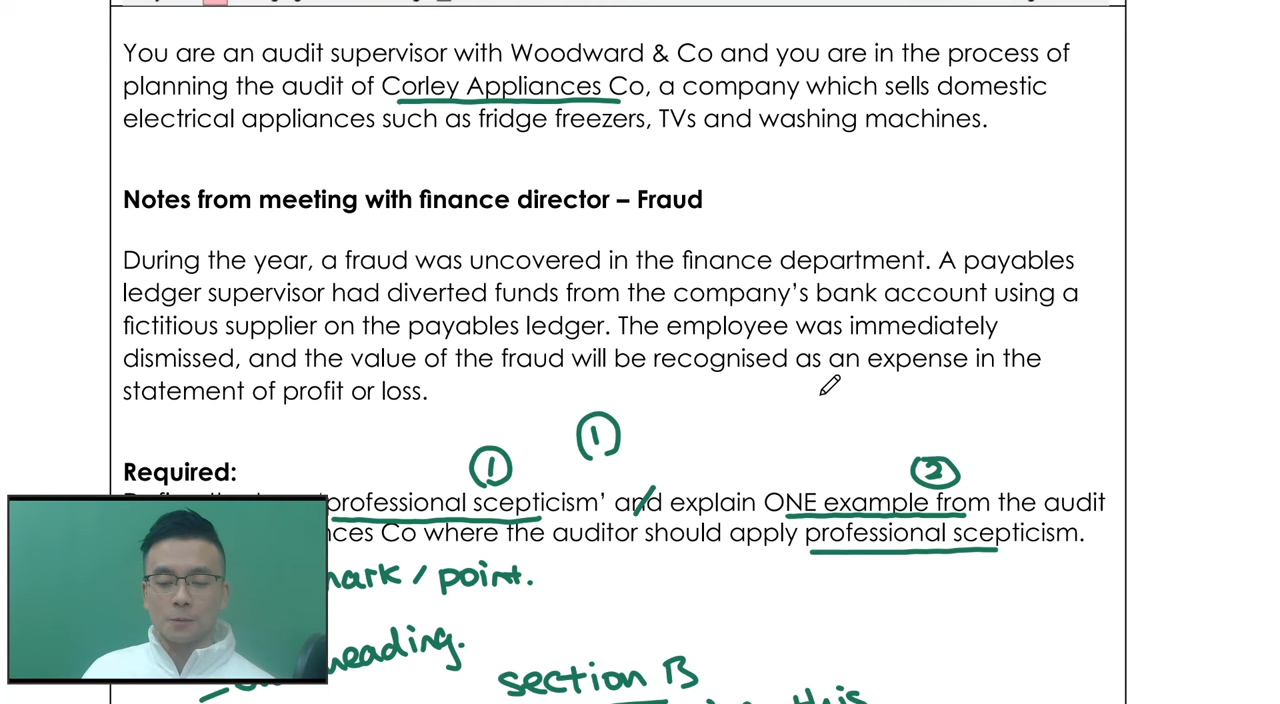 You are an audit supervisor with Woodward & Co and you are in the process of
planning the audit of Corley Appliances Co, a company which sells domestic
electrical appliances such as fridge freezers, TVs and washing machines.
Notes from meeting with finance director – Fraud
During the year, a fraud was uncovered in the finance department. A payables
ledger supervisor had diverted funds from the company's bank account using a
fictitious supplier on the payables ledger. The employee was immediately
dismissed, and the value of the fraud will be recognised as an expense in the
statement of profit or loss.
1
Required: 1 2
professional scepticism' and explain ONE example from the audit
Co where the auditor should apply professional scepticism.
mark / point.
heading.
section B
this